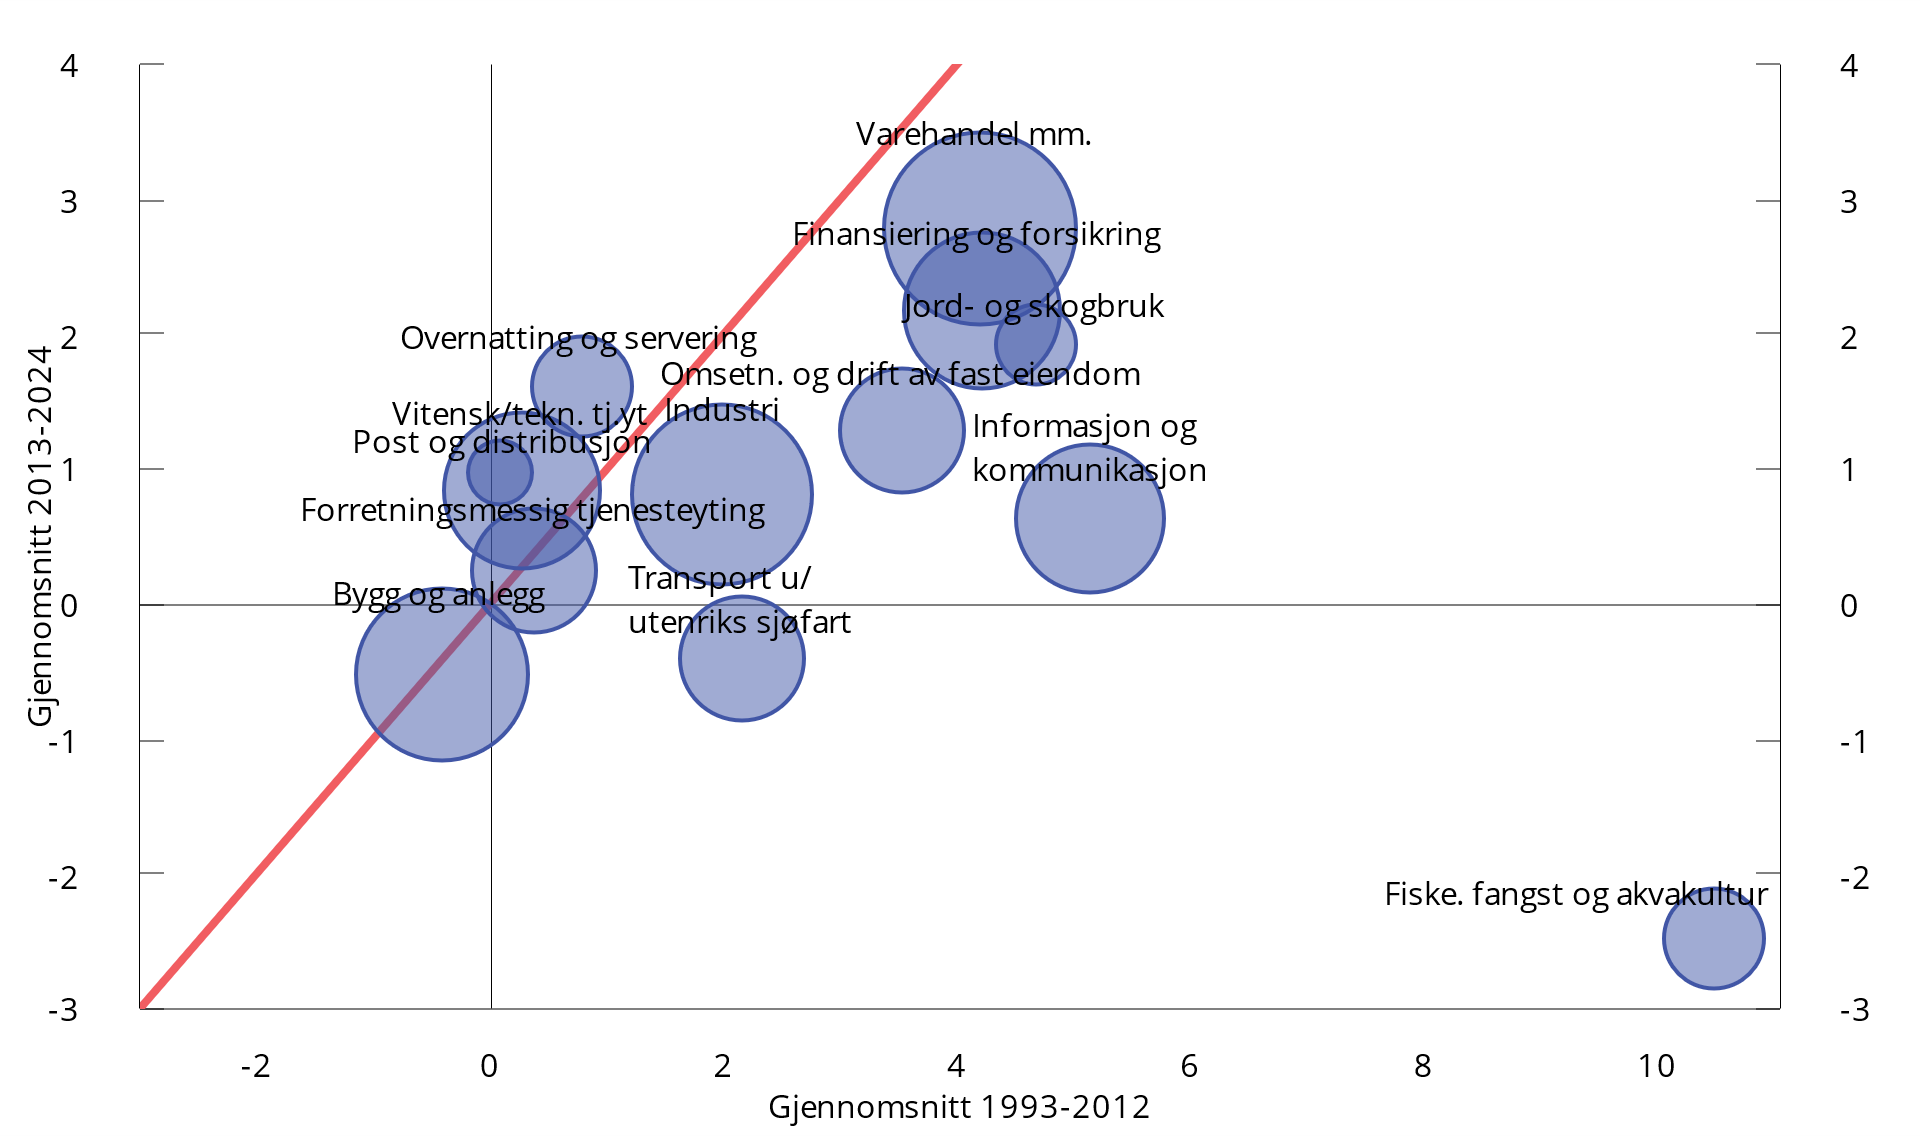 4
4
Varehandel mm.
3
3
Finansiering og forsikring
Jord- og skogbruk
2
Overnatting og servering
2
Omsetn. og drift av fast eiendom
Vitensk/tekn. tj.yt
Industri
Informasjon og
kommunikasjon
Post og distribusjon
1
1
Forretningsmessig tjenesteyting
Transport u/
utenriks sjøfart
Bygg og anlegg
0
0
Gjennomsnitt 2013-2024
-1
-1
-2
-2
Fiske. fangst og akvakultur
-3
-3
-2
0
2
4
6
8
10
Gjennomsnitt 1993-2012